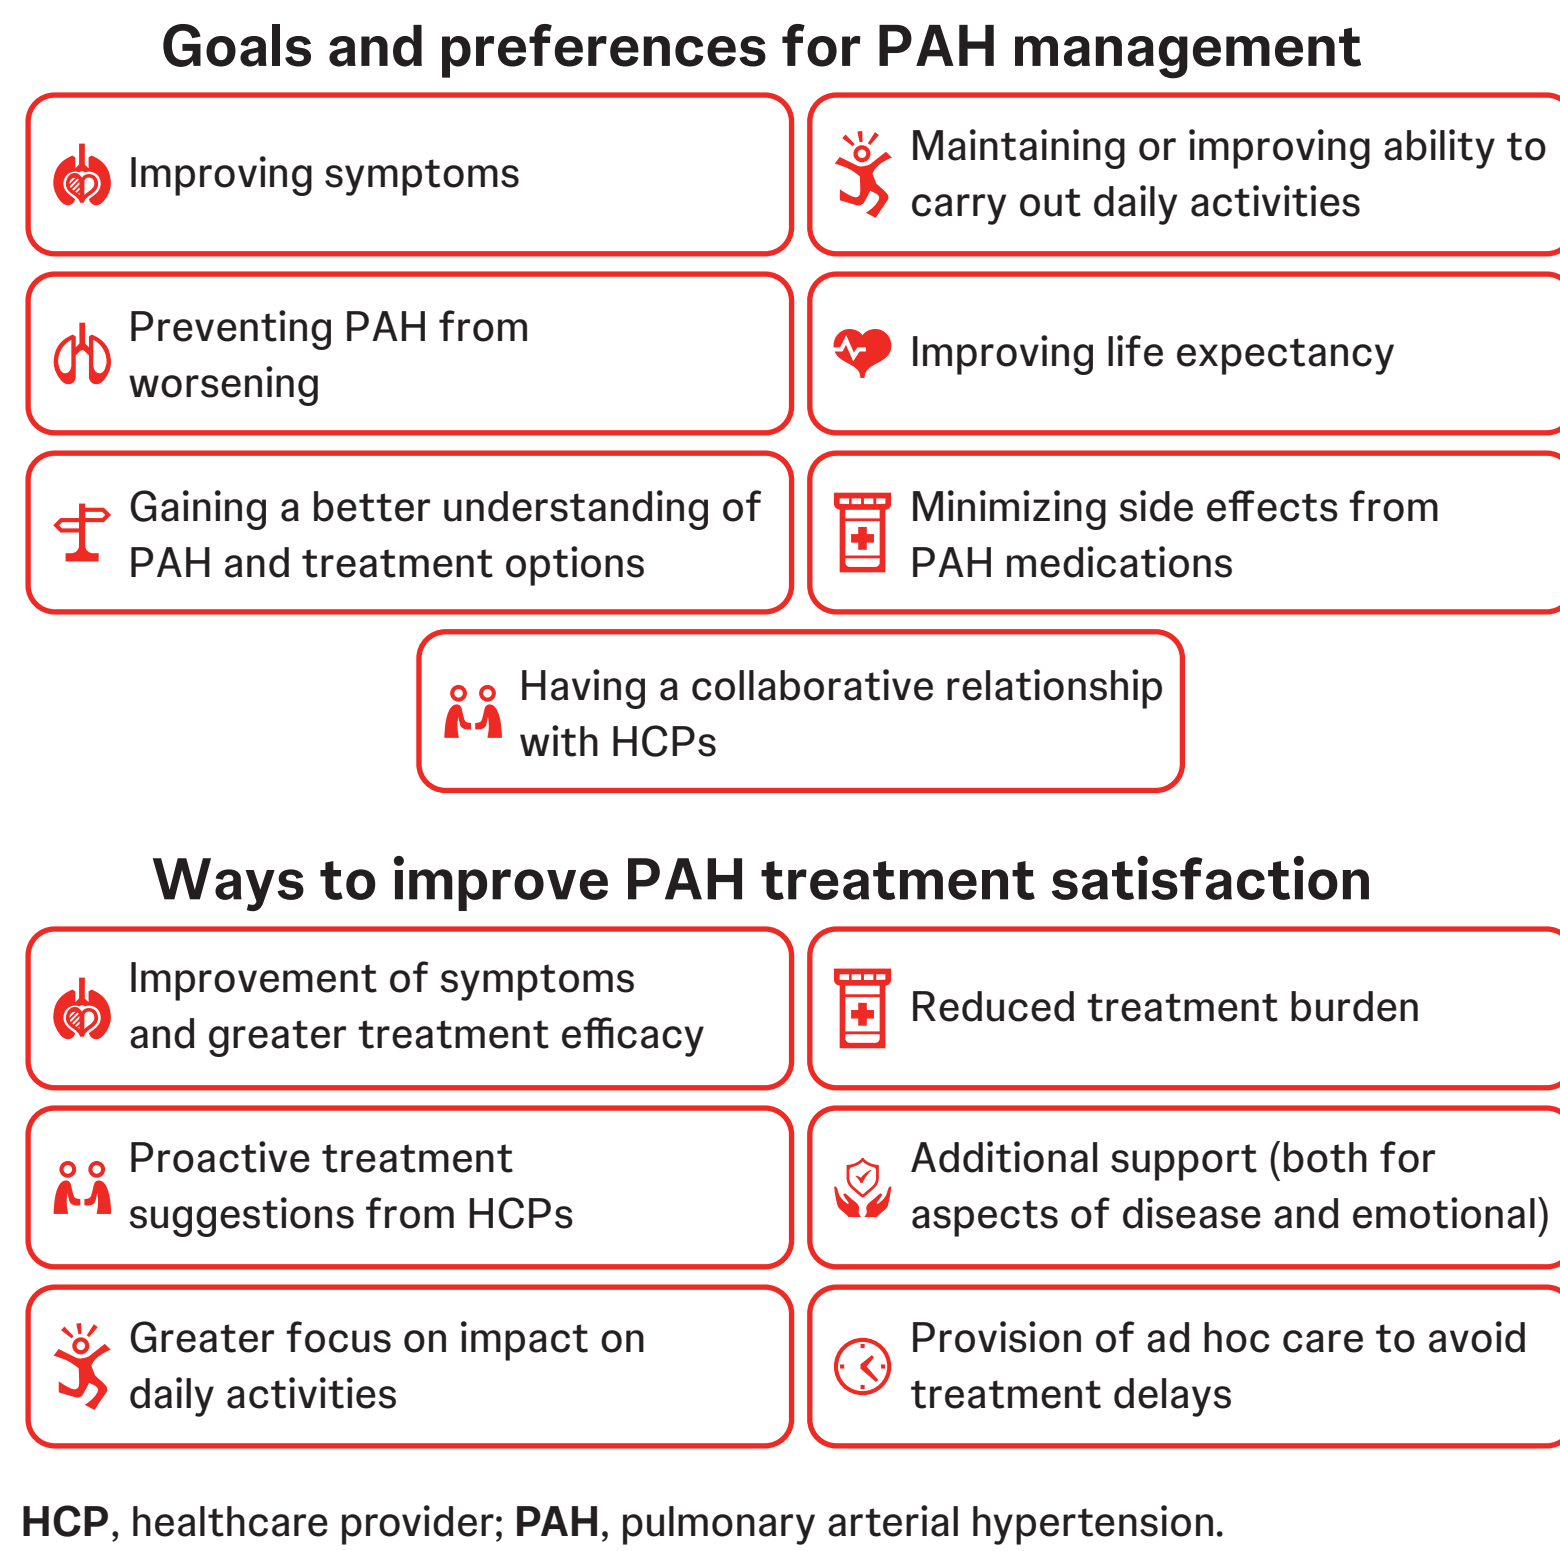 Goals and preferences for PAH management
Improving symptoms
Maintaining or improving ability to
carry out daily activities
Preventing PAH from
worsening
Improving life expectancy
Gaining a better understanding of
PAH and treatment options
Minimizing side effects from
PAH medications
Having a collaborative relationship
with HCPs
Ways to improve PAH treatment satisfaction
Improvement of symptoms
and greater treatment efficacy
Reduced treatment burden
Proactive treatment
suggestions from HCPs
Additional support (both for
aspects of disease and emotional)
Greater focus on impact on
daily activities
Provision of ad hoc care to avoid
treatment delays
HCP, healthcare provider; PAH, pulmonary arterial hypertension.